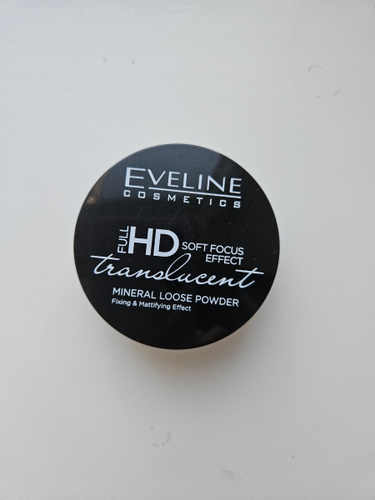 EVELINE
COSMETICS
FULL HD SOFT FOCUS
EFFECT
translucent
MINERAL LOOSE POWDER
Fixing & Mattifying Effect